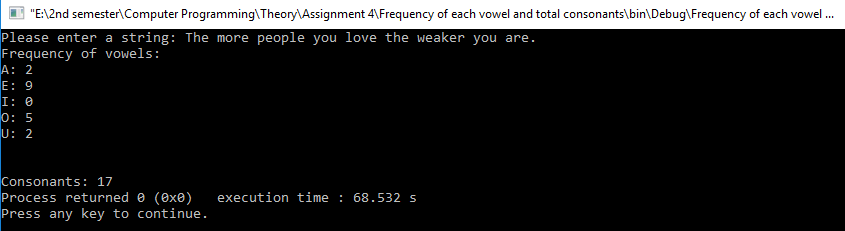 "E:\2nd semester\Computer Programming\Theory\Assignment 4\Frequency of each vowel and total consonants\bin\Debug\Frequency of each vowel ...
Please enter a string: The more people you love the weaker you are.
Frequency of vowels:
A: 2
E: 9
I: 0
O: 5
U: 2
Consonants: 17
Process returned 0 (0x0)   execution time : 68.532 s
Press any key to continue.